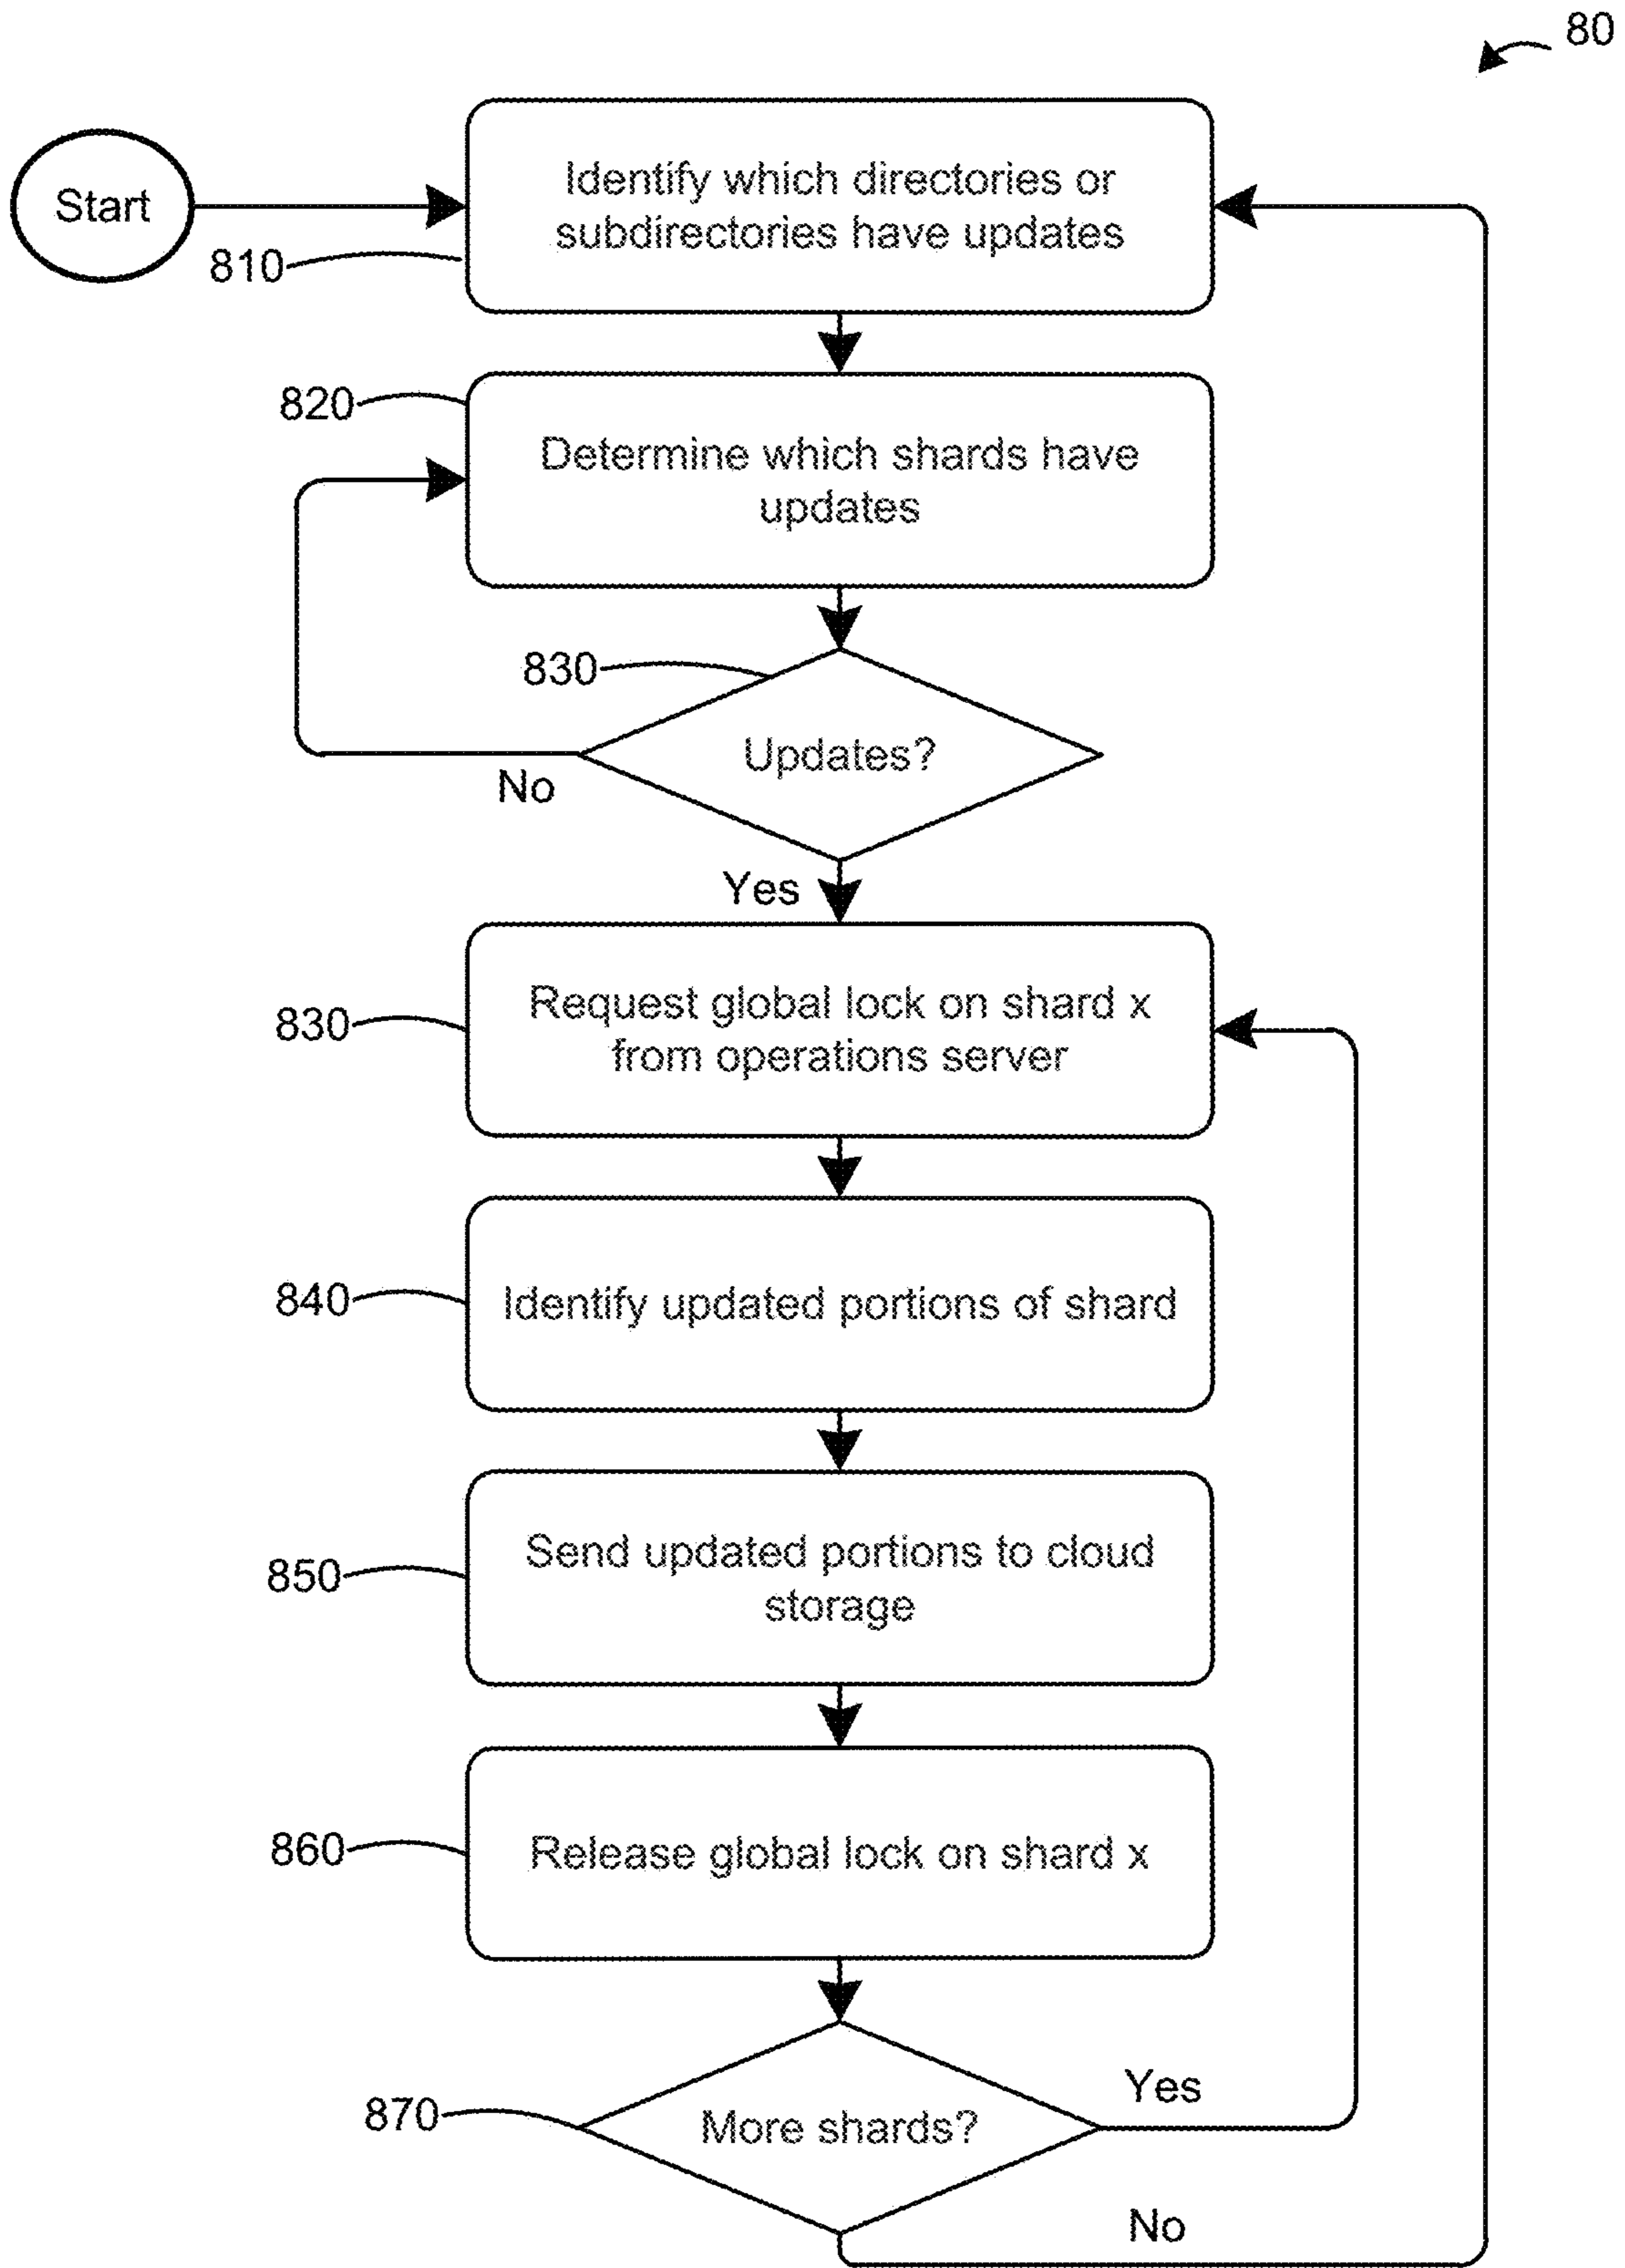 80
Start
Identify which directories or
subdirectories have updates
810
820
Determine which shards have
updates
830
Updates?
No
Yes
830
Request global lock on shard x
from operations server
840
Identify updated portions of shard
850
Send updated portions to cloud
storage
860
Release global lock on shard x
870
More shards?
Yes
No